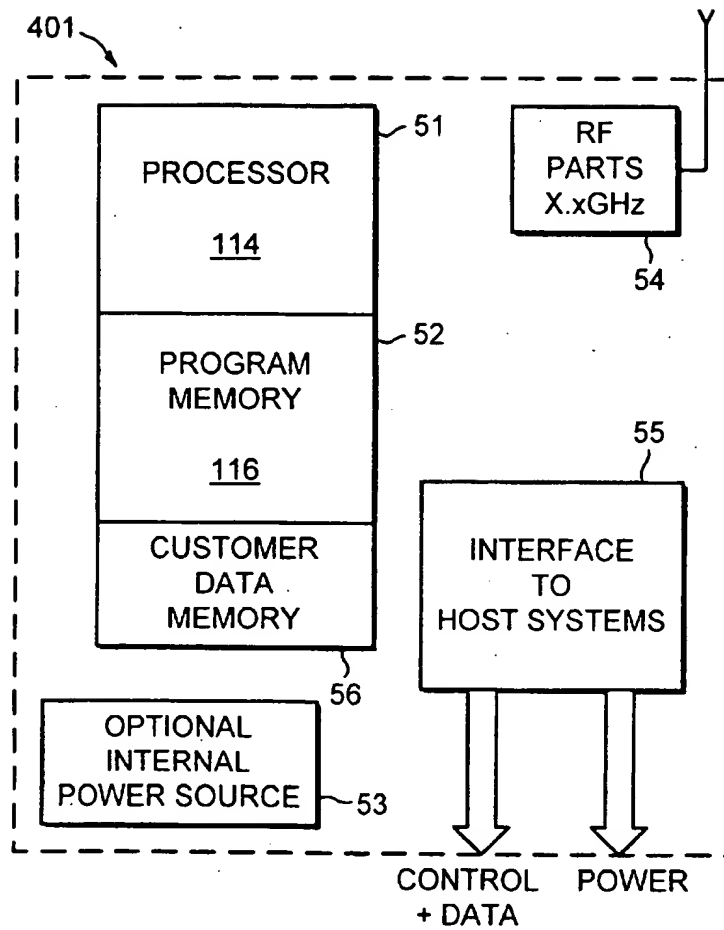 401
51
PROCESSOR
114
RF
PARTS
X.xGHz
54
52
PROGRAM
MEMORY
116
55
CUSTOMER
DATA
MEMORY
56
INTERFACE
TO
HOST SYSTEMS
OPTIONAL
INTERNAL
POWER SOURCE
53
CONTROL
+ DATA
POWER